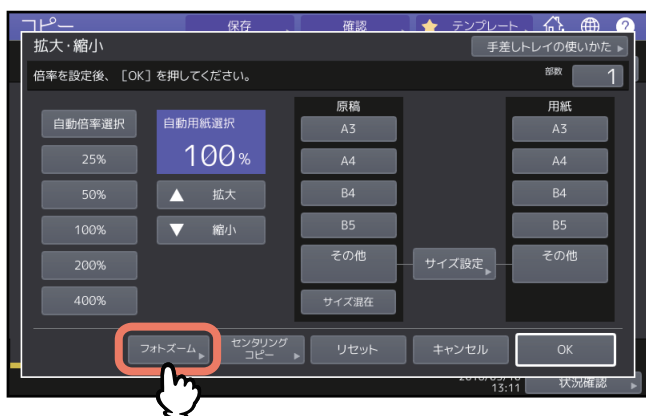 コピー
保存
確認
テンプレート
?
拡大・縮小
手差しトレイの使いかた
倍率を設定後、［OK］を押してください。
部数
1
自動倍率選択
25%
50%
100%
200%
400%
自動用紙選択
100%
拡大
縮小
原稿
A3
A4
B4
B5
その他
サイズ混在
サイズ設定
用紙
A3
A4
B4
B5
その他
フォトズーム
センタリング
コピー
リセット
キャンセル
OK
13:11
状況確認